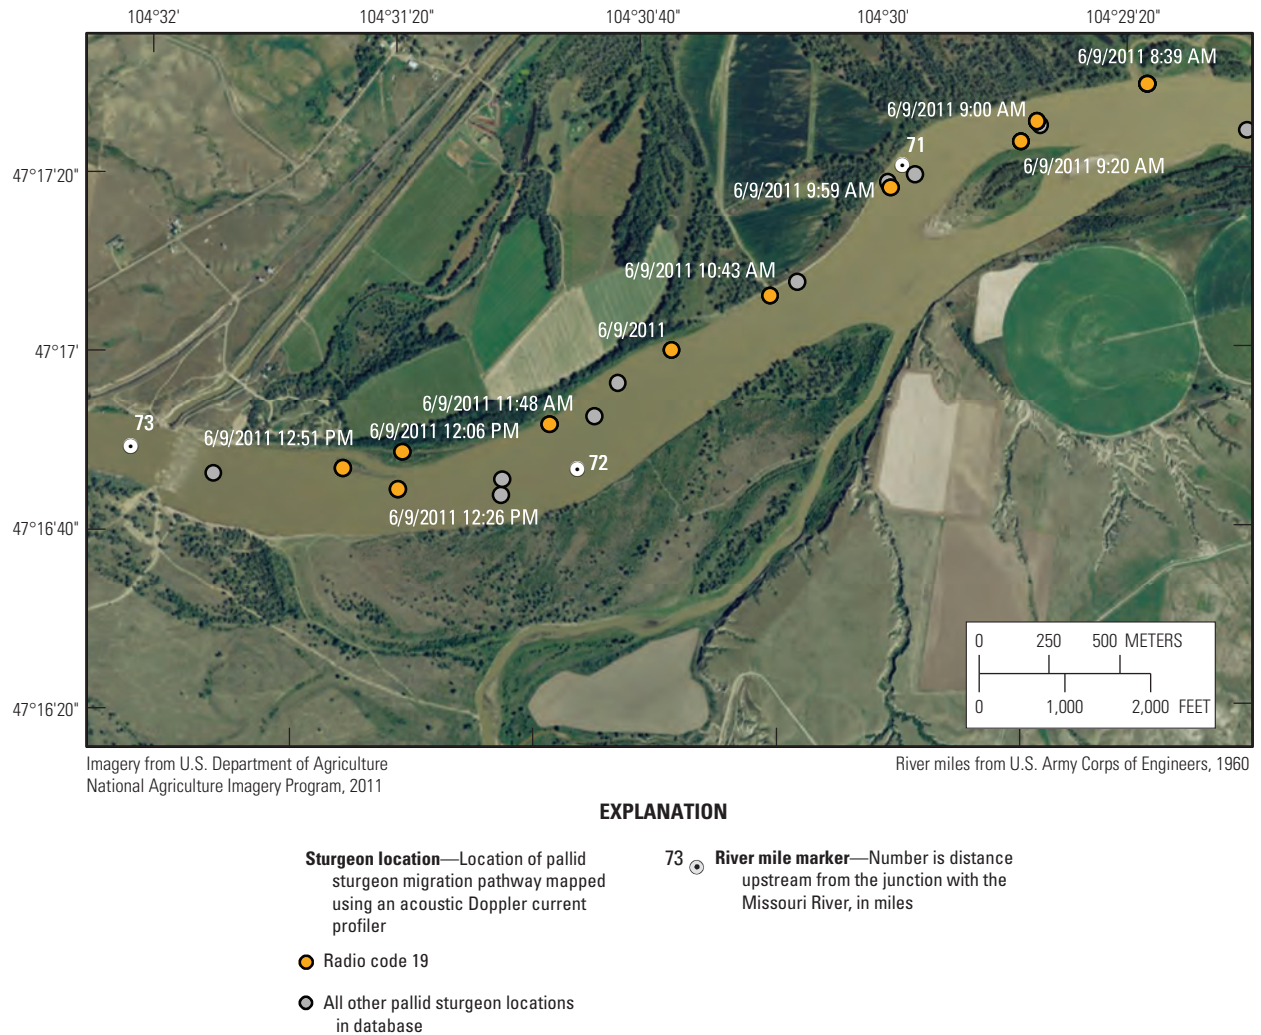 104°32'
104°31'20"
104°30'40"
104°30'
104°29'20"
6/9/2011 8:39 AM
6/9/2011 9:00 AM
71
6/9/2011 9:20 AM
47°17'20"
6/9/2011 9:59 AM
6/9/2011 10:43 AM
6/9/2011
47°17'
6/9/2011 11:48 AM
73
6/9/2011 12:51 PM
6/9/2011 12:06 PM
72
6/9/2011 12:26 PM
47°16'40"
0 250 500 METERS
0 1,000 2,000 FEET
47°16'20"
Imagery from U.S. Department of Agriculture
National Agriculture Imagery Program, 2011
River miles from U.S. Army Corps of Engineers, 1960
EXPLANATION
Sturgeon location—Location of pallid
sturgeon migration pathway mapped
using an acoustic Doppler current
profiler
Radio code 19
All other pallid sturgeon locations
in database
73 River mile marker—Number is distance
upstream from the junction with the
Missouri River, in miles